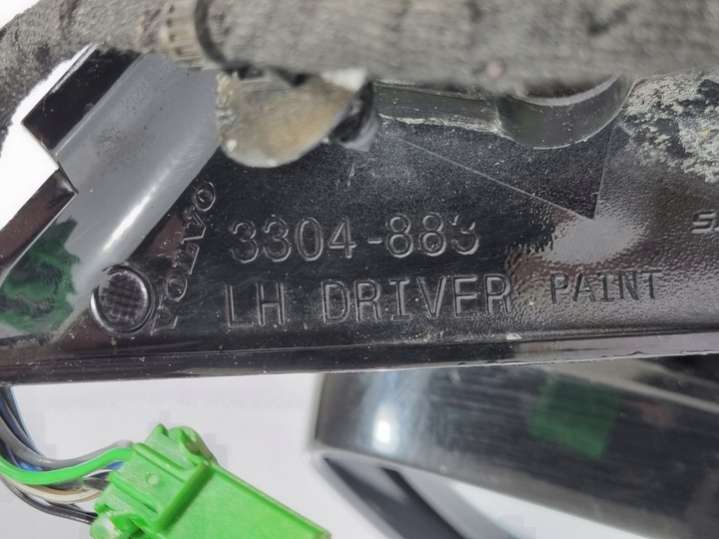 VOLVO
3304-883
LH DRIVER PAINT